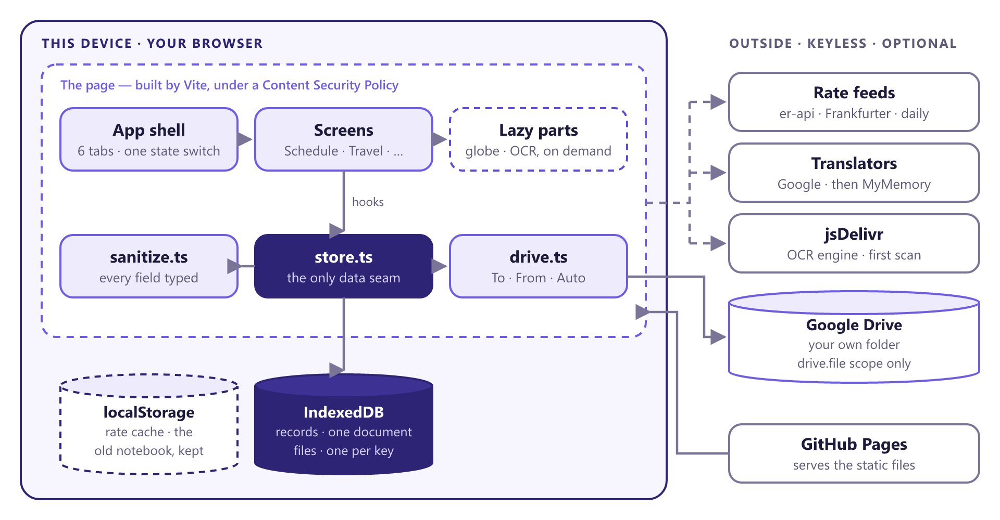 THIS DEVICE · YOUR BROWSER
The page — built by Vite, under a Content Security Policy
App shell
6 tabs · one state switch
Screens
Schedule · Travel · ...
Lazy parts
globe · OCR, on demand
hooks
sanitize.ts
every field typed
store.ts
the only data seam
drive.ts
To · From · Auto
localStorage
rate cache · the
old notebook, kept
IndexedDB
records · one document
files · one per key
OUTSIDE · KEYLESS · OPTIONAL
Rate feeds
er-api · Frankfurter · daily
Translators
Google · then MyMemory
jsDelivr
OCR engine · first scan
Google Drive
your own folder
drive.file scope only
GitHub Pages
serves the static files